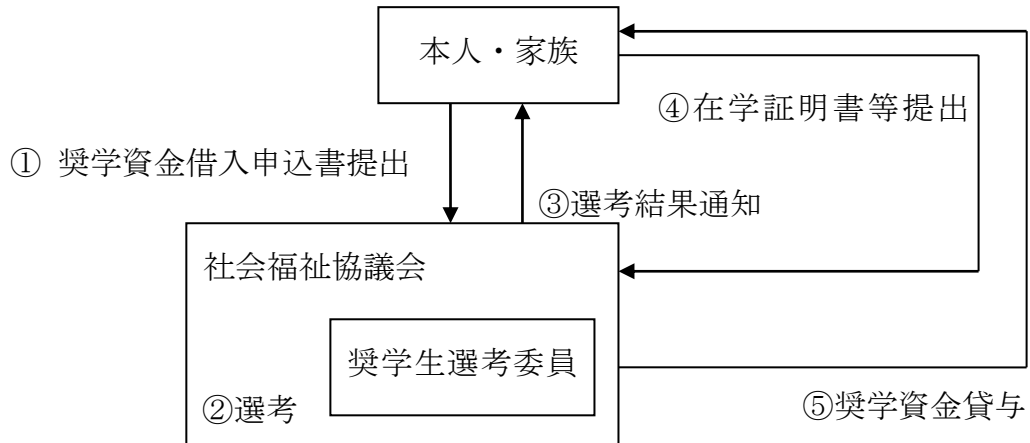 本人・家族
④在学証明書等提出
① 奨学資金借入申込書提出
③選考結果通知
社会福祉協議会
奨学生選考委員
②選考
⑤奨学資金貸与